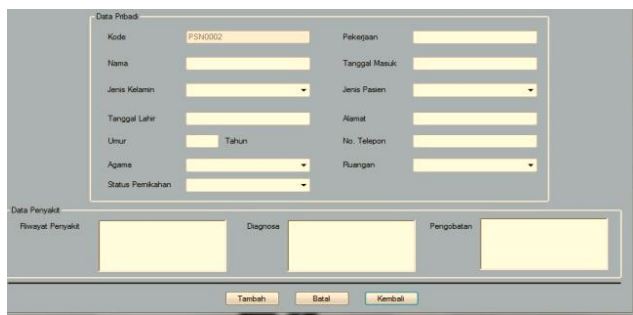 Data Pribadi
Kode PSN0002 Pekerjaan
Nama Tanggal Masuk
Jenis Kelamin Jenis Pasien
Tanggal Lahir Alamat
Umur Tahun No. Telepon
Agama Ruangan
Status Pernikahan
Data Penyakit
Riwayat Penyakit Diagnosa Pengobatan
Tambah Batal Kembali